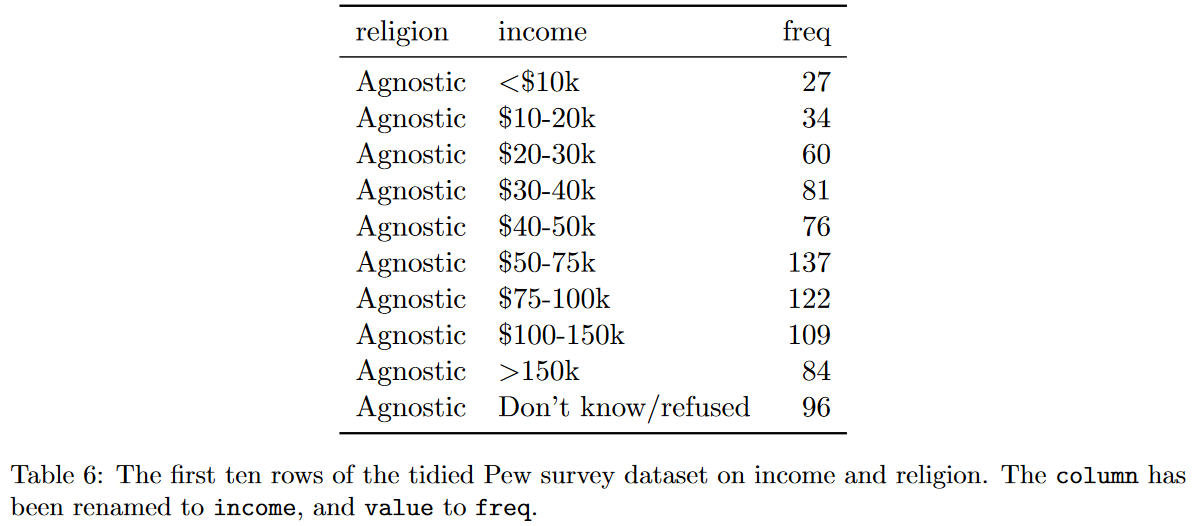 religion income freq
Agnostic <$10k 27
Agnostic $10-20k 34
Agnostic $20-30k 60
Agnostic $30-40k 81
Agnostic $40-50k 76
Agnostic $50-75k 137
Agnostic $75-100k 122
Agnostic $100-150k 109
Agnostic >150k 84
Agnostic Don't know/refused 96
Table 6: The first ten rows of the tidied Pew survey dataset on income and religion. The column has
been renamed to income, and value to freq.